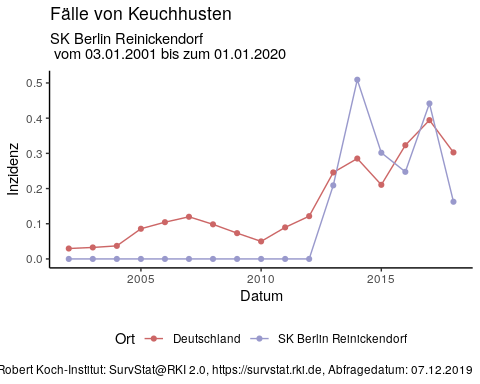 Fälle von Keuchhusten
SK Berlin Reinickendorf
vom 03.01.2001 bis zum 01.01.2020
Inzidenz
0.5
0.4
0.3
0.2
0.1
0.0
2005 2010 2015
Datum
Ort Deutschland SK Berlin Reinickendorf
Robert Koch-Institut: SurvStat@RKI 2.0, https://survstat.rki.de, Abfragedatum: 07.12.2019